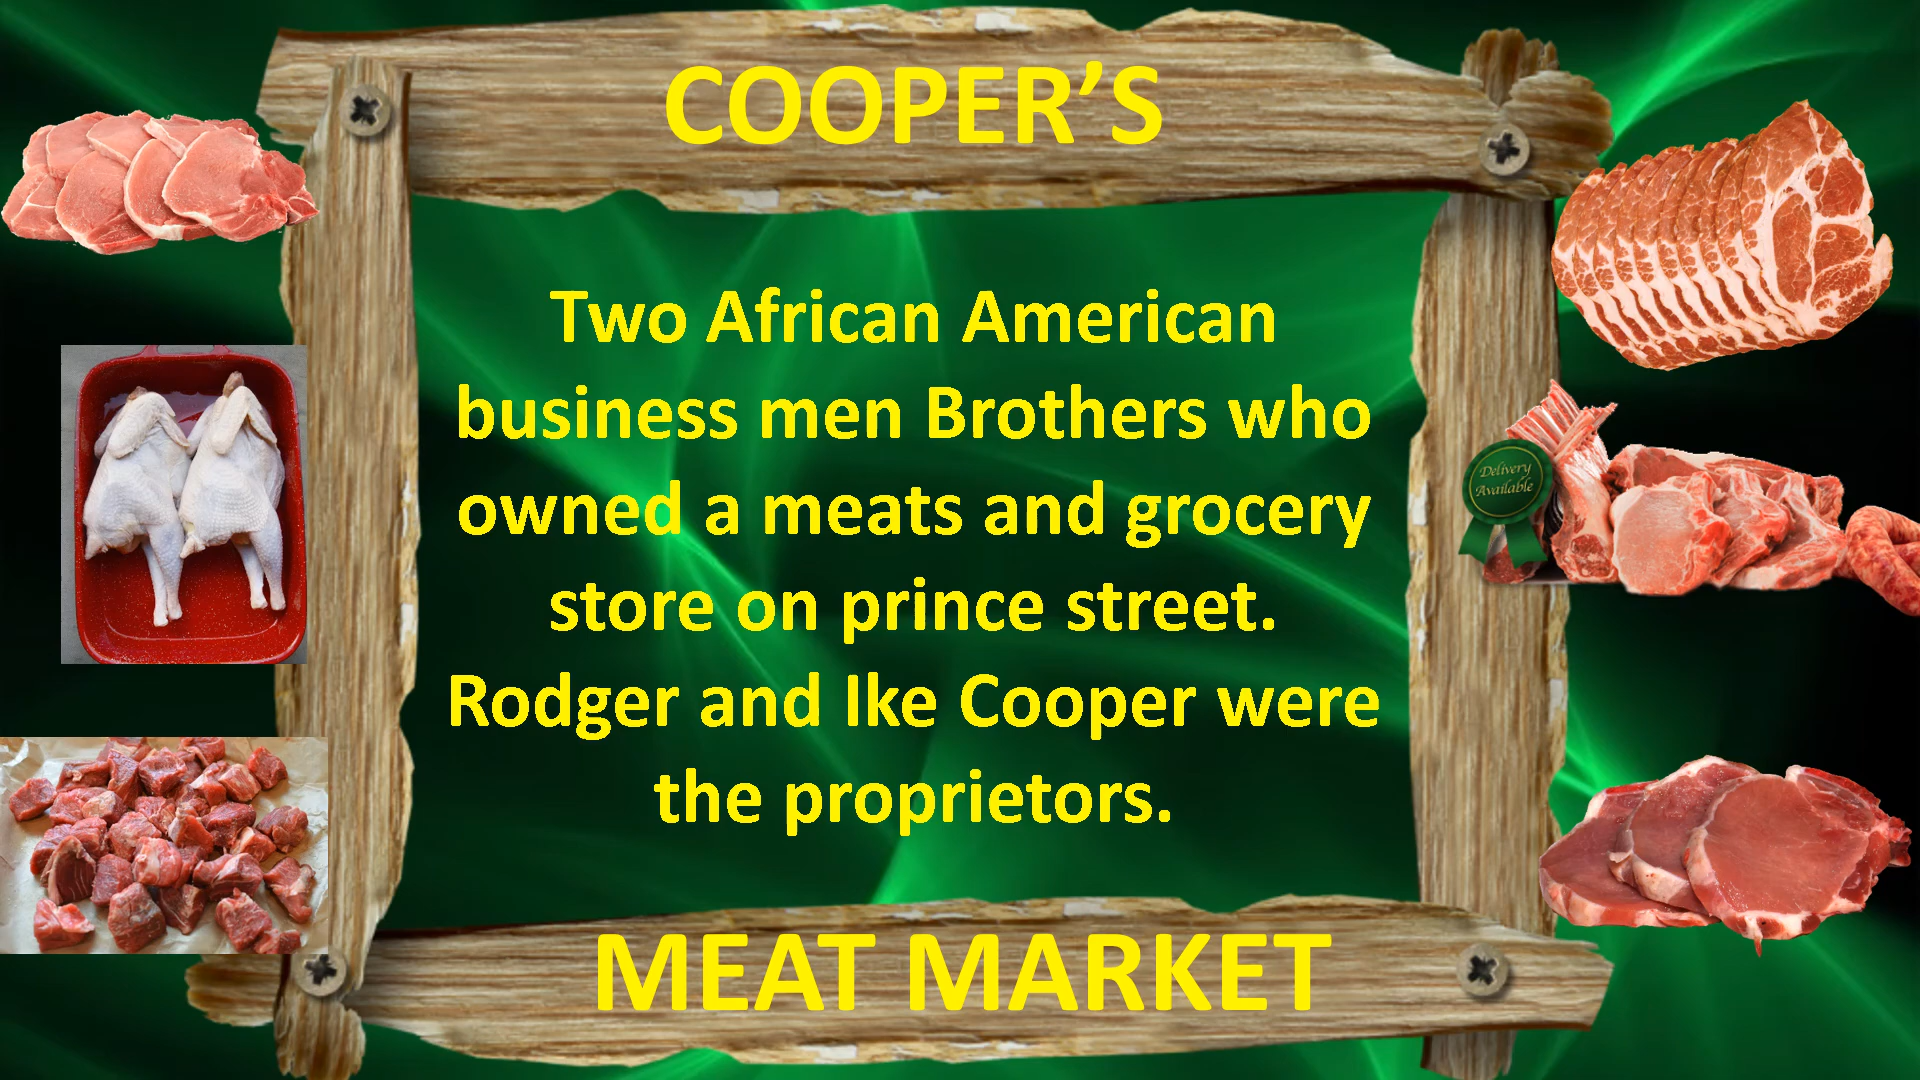 COOPER’S
Two African American
business men Brothers who
owned a meats and grocery
store on prince street.
Rodger and Ike Cooper were
the proprietors.
Delivery
Available
MEAT MARKET